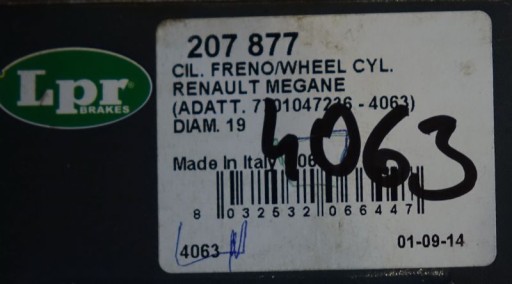 Lpr
BRAKES
207 877
CIL. FRENO/WHEEL CYL.
RENAULT MEGANE
(ADATT. 7701047236 - 4063)
DIAM. 19
4063
Made In Italy
8 032532 066447
4063
01-09-14